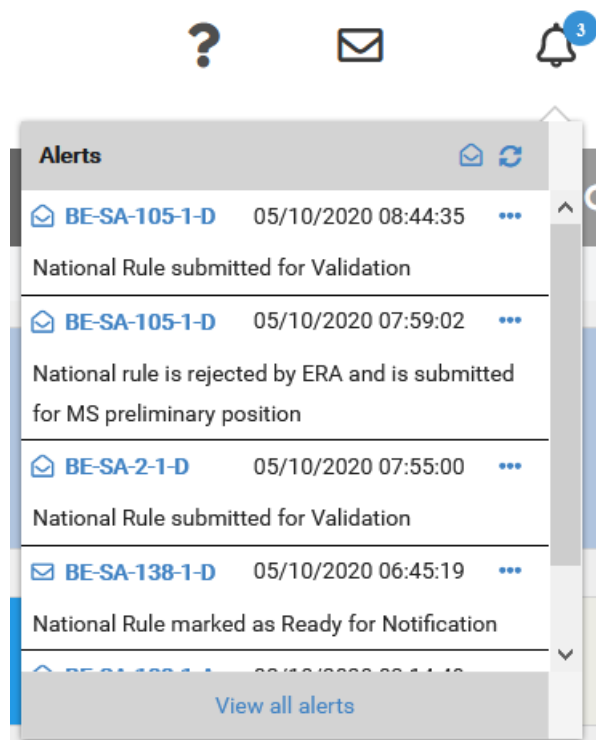 3
Alerts
BE-SA-105-1-D 05/10/2020 08:44:35
National Rule submitted for Validation
BE-SA-105-1-D 05/10/2020 07:59:02
National rule is rejected by ERA and is submitted
for MS preliminary position
BE-SA-2-1-D 05/10/2020 07:55:00
National Rule submitted for Validation
BE-SA-138-1-D 05/10/2020 06:45:19
National Rule marked as Ready for Notification
View all alerts